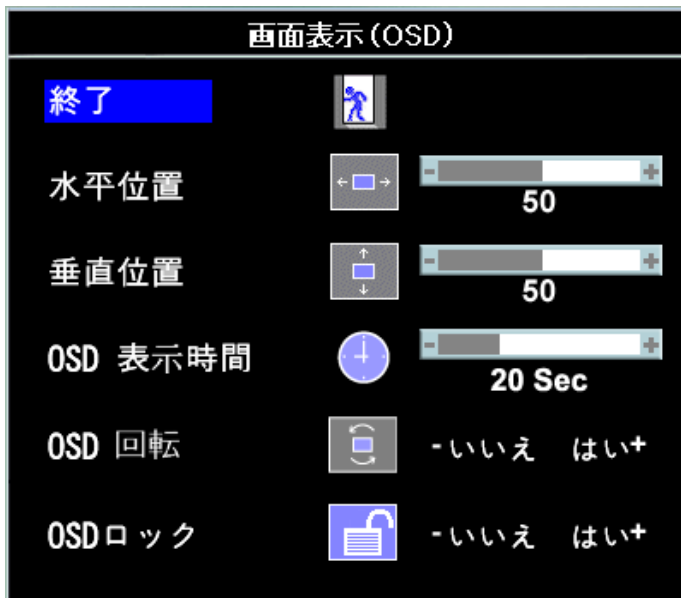 画面表示(OSD)
終了
水平位置 - +
50
垂直位置 - +
50
OSD 表示時間 - +
20 Sec
OSD 回転 -いいえ はい+
OSDロック -いいえ はい+